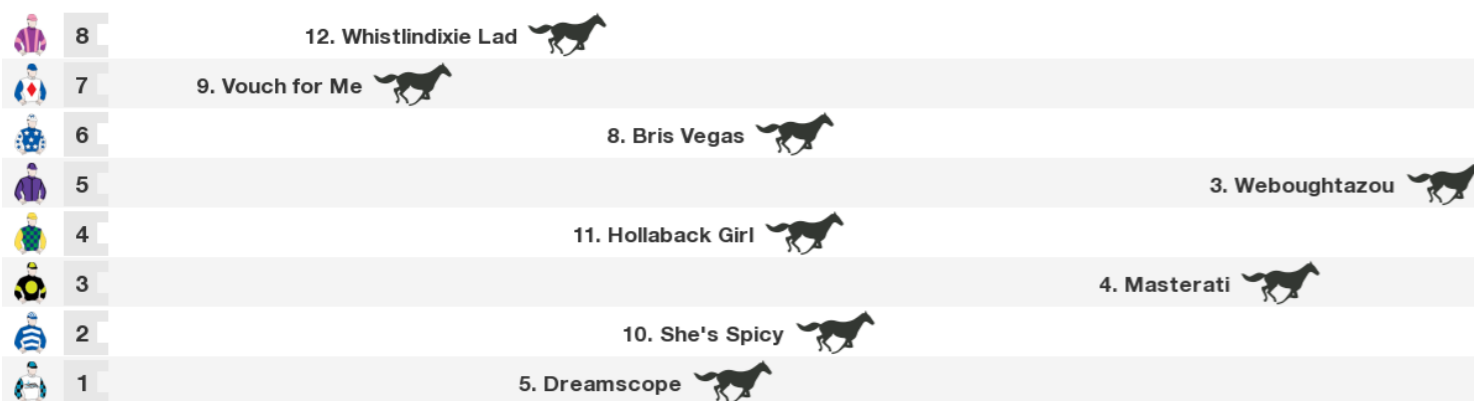 8 12. Whistlindixie Lad
7 9. Vouch for Me
6 8. Bris Vegas
5 3. Weboughtazou
4 11. Hollaback Girl
3 4. Masterati
2 10. She's Spicy
1 5. Dreamscope